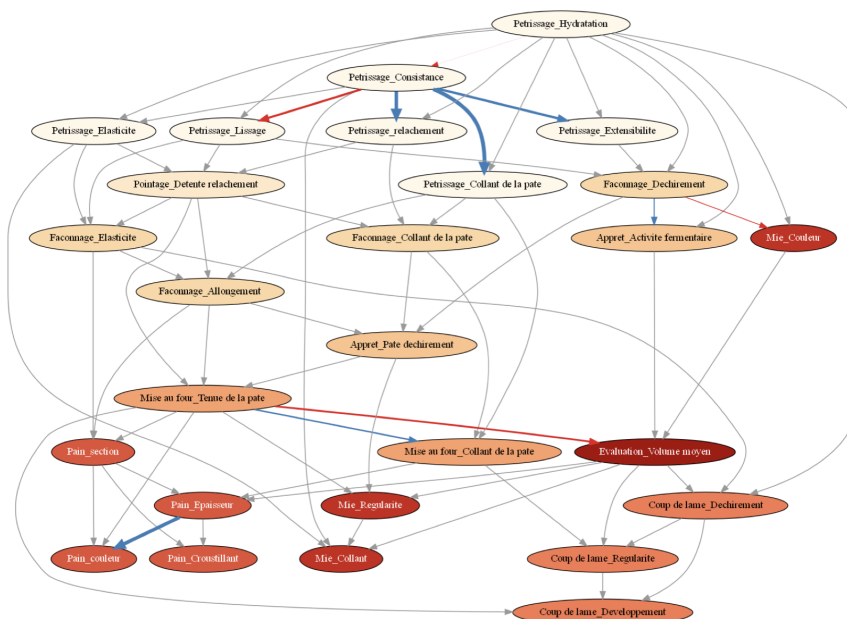 Petrissage_Hydratation
Petrissage_Consistance
Petrissage_Elasticite
Petrissage_Lissage
Petrissage_relachement
Petrissage_Extensibilite
Pointage_Detente relachement
Petrissage_Collant de la pate
Faconnage_Dechirement
Faconnage_Elasticite
Faconnage_Collant de la pate
Appret_Activite fermentaire
Mie_Couleur
Faconnage_Allongement
Appret_Pate dechirement
Mise au four_Tenue de la pate
Pain_section
Mise au four_Collant de la pate
Evaluation_Volume moyen
Pain_Epaisseur
Mie_Regularite
Coup de lame_Dechirement
Pain_couleur
Pain_Croustillant
Mie_Collant
Coup de lame_Regularite
Coup de lame_Developpement